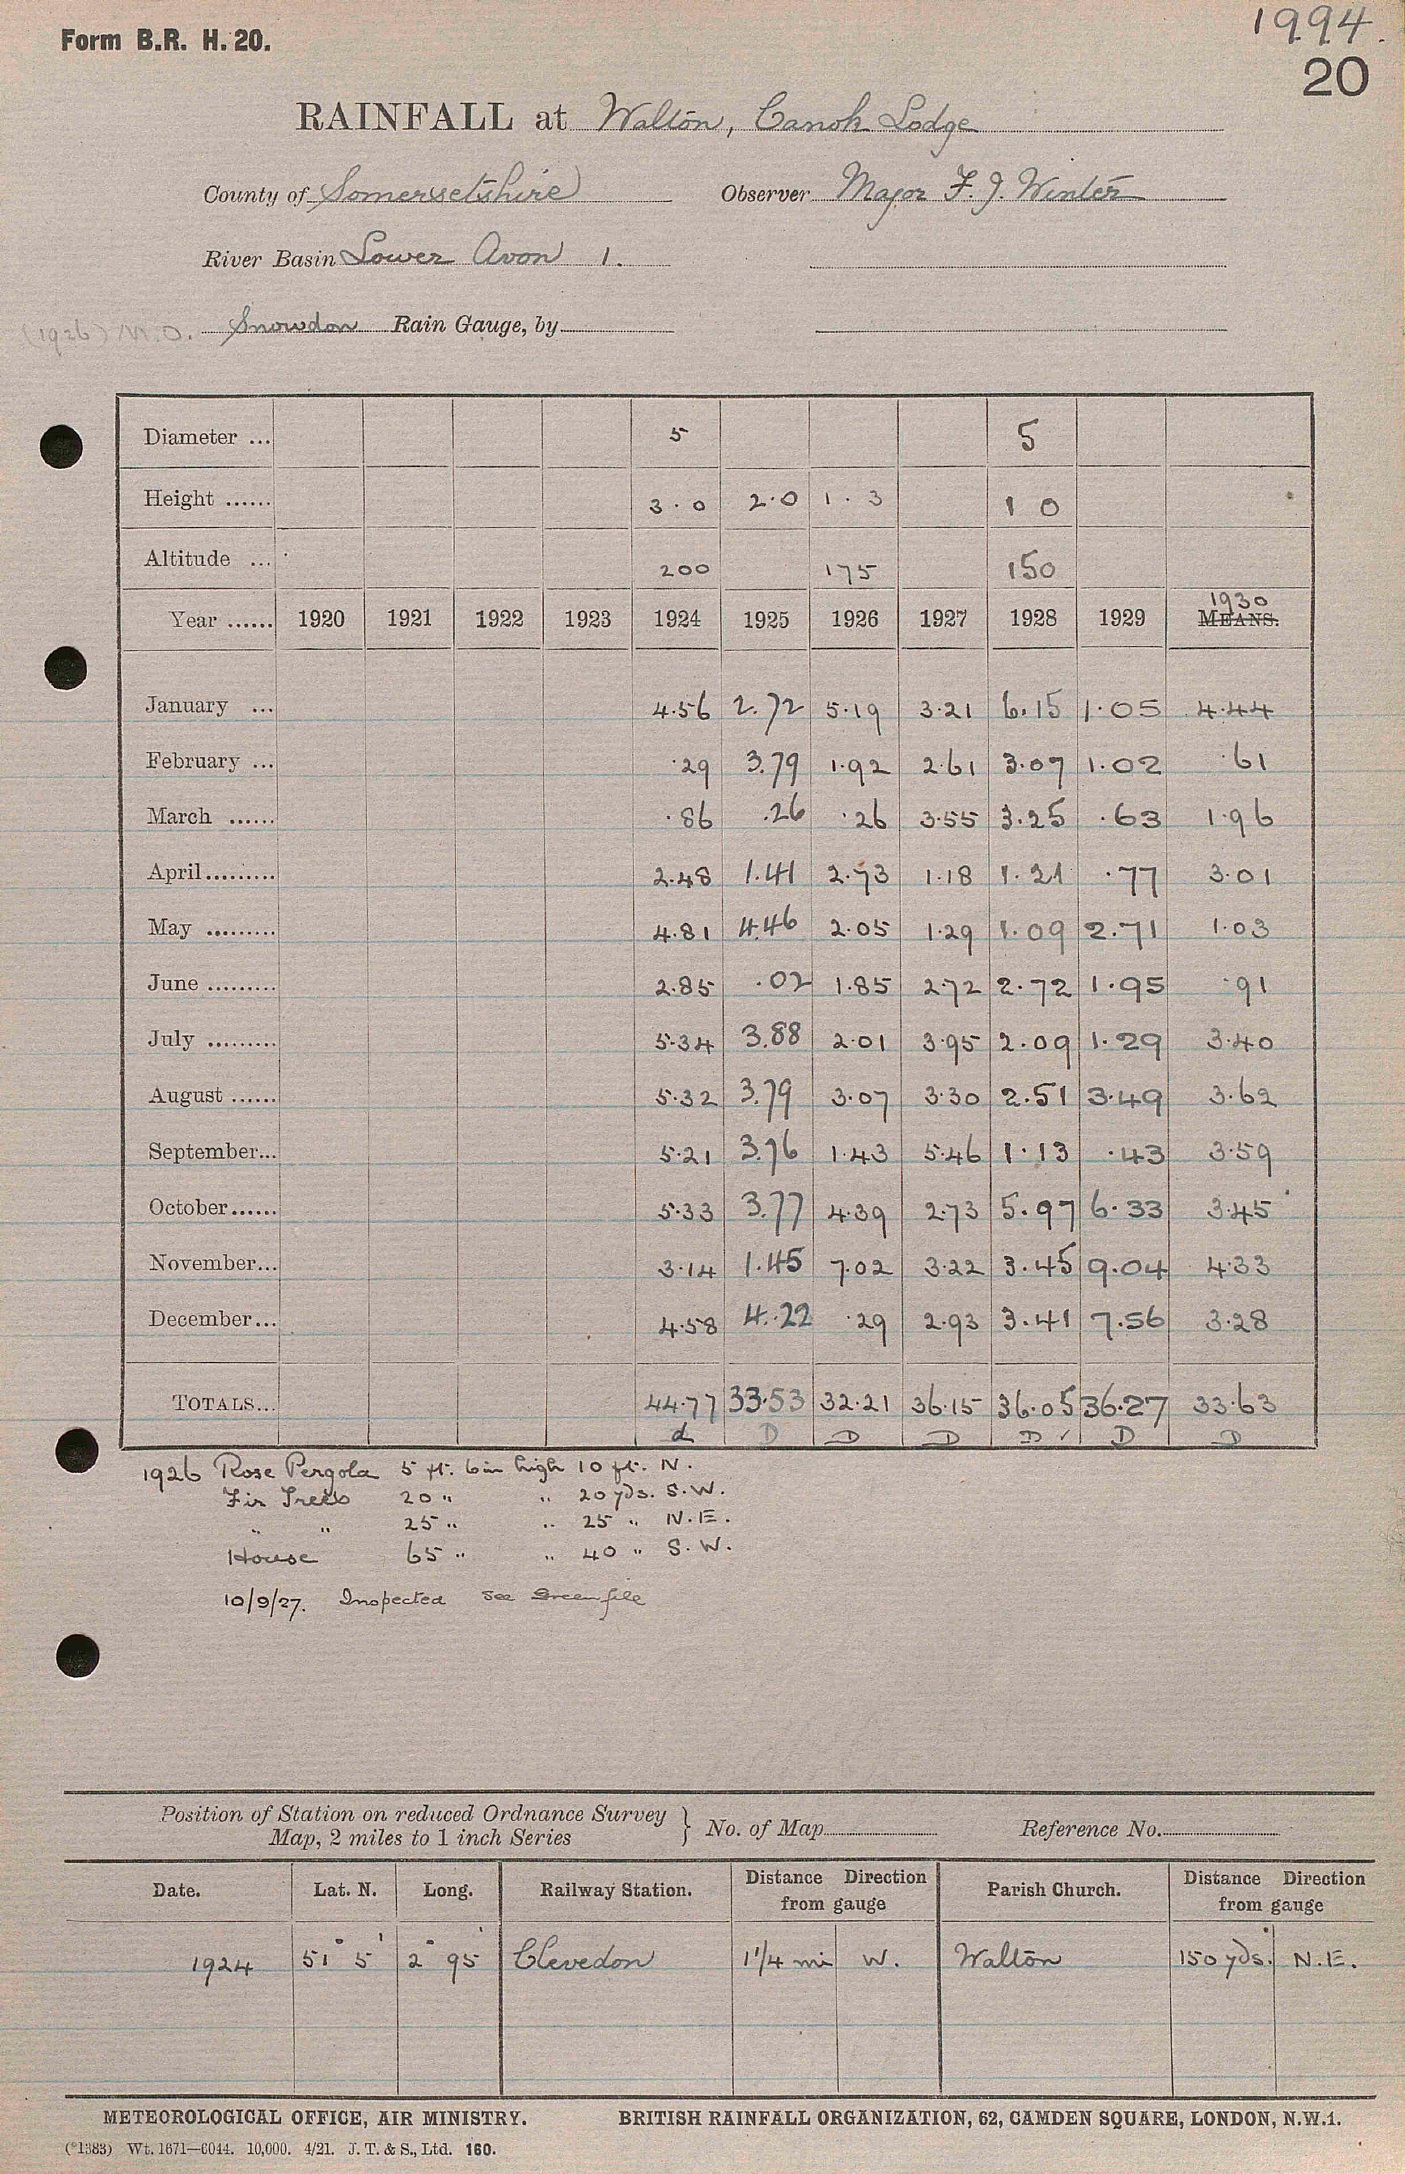 Form B.R. H. 20.
1994.
20
RAINFALL at Walton, Canok Lodge
County of Somersetshire Observer Major F. J. Winter
River Basin Lower Avon 1.
(1926) M.O. Snowdon Rain Gauge, by
Diameter ... 5 5
Height ...... 3.0 2.0 1.3 1 0
Altitude ... 200 175 150
Year ...... 1920 1921 1922 1923 1924 1925 1926 1927 1928 1929 1930 MEANS.
January ... 4.56 2.72 5.19 3.21 6.15 1.05 4.44
February ... .29 3.79 1.92 2.61 3.07 1.02 .61
March ...... .86 .26 .26 3.55 3.25 .63 1.96
April ......... 2.48 1.41 2.73 1.18 1.21 .77 3.01
May ......... 4.81 4.46 2.05 1.29 1.09 2.71 1.03
June ......... 2.85 .02 1.85 2.72 2.72 1.95 .91
July ......... 5.34 3.88 2.01 3.95 2.09 1.29 3.40
August ...... 5.32 3.79 3.07 3.30 2.51 3.49 3.62
September... 5.21 3.76 1.43 5.46 1.13 .43 3.59
October ...... 5.33 3.77 4.39 2.73 5.97 6.33 3.45
November... 3.14 1.45 7.02 3.22 3.45 9.04 4.33
December... 4.58 4.22 .29 2.93 3.41 7.56 3.28
TOTALS... 44.77 33.53 32.21 36.15 36.05 36.27 33.63
d D D D D ✓ D D
1926 Rose Pergola 5 ft. 6 in high 10 ft. N.
Fir Trees 20 " " 20 yds. S.W.
" " 25 " " 25 " N.E.
House 65 " " 40 " S.W.
10/9/27. Inspected see Green file
Position of Station on reduced Ordnance Survey
Map, 2 miles to 1 inch Series } No. of Map Reference No.
Date. Lat. N. Long. Railway Station. Distance Direction from gauge Parish Church. Distance Direction from gauge
1924 51° 5' 2° 95' Clevedon 1 1/4 mi W. Walton 150 yds. N.E.
METEOROLOGICAL OFFICE, AIR MINISTRY. BRITISH RAINFALL ORGANIZATION, 62, CAMDEN SQUARE, LONDON, N.W.1.
(*1383) Wt. 1671—6044. 10,000. 4/21. J. T. & S., Ltd. 160.